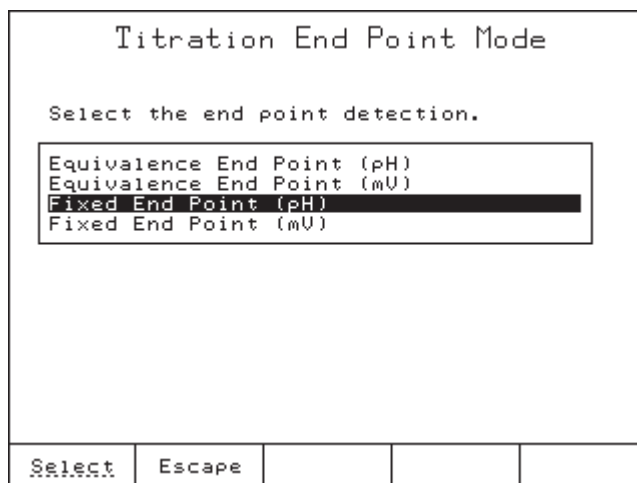 Titration End Point Mode
Select the end point detection.
Equivalence End Point (pH)
Equivalence End Point (mV)
Fixed End Point (pH)
Fixed End Point (mV)
Select Escape